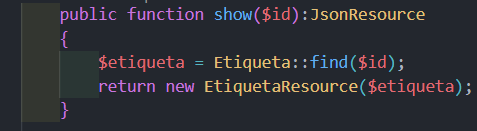 public function show($id):JsonResource
{
$etiqueta = Etiqueta::find($id);
return new EtiquetaResource($etiqueta);
}